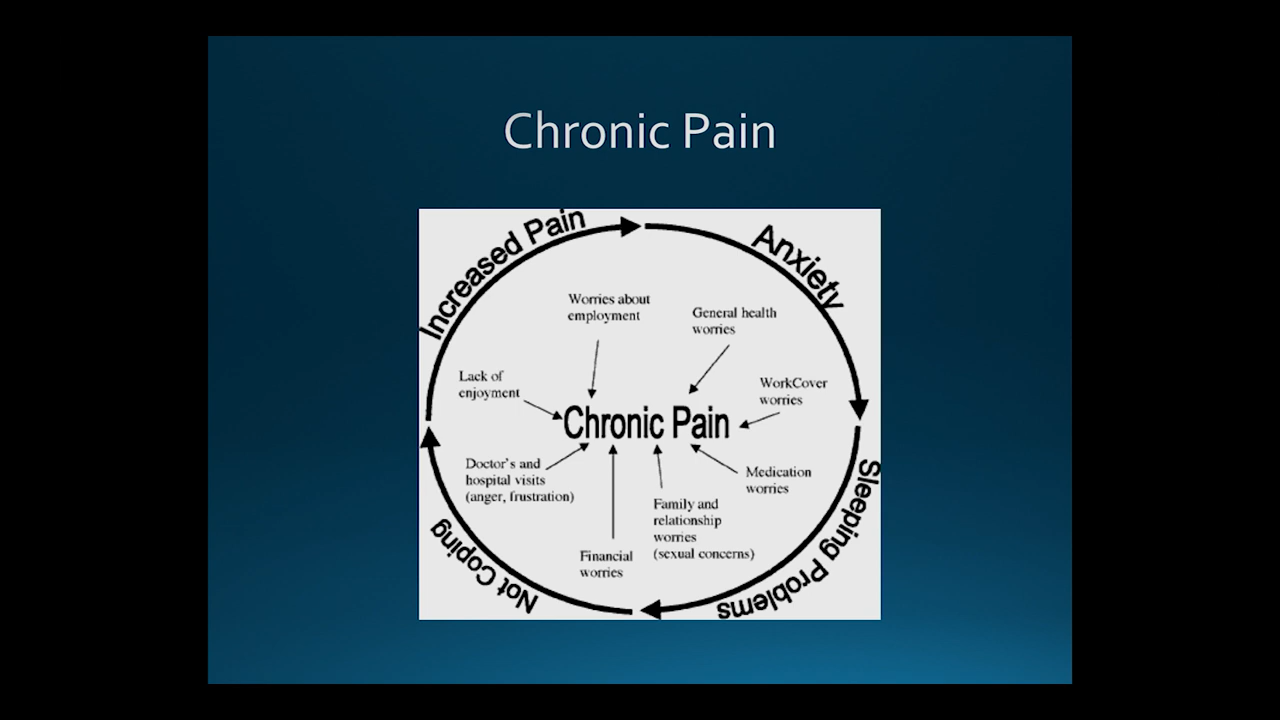 Chronic Pain
Increased Pain
Anxiety
Worries about
employment
General health
worries
Lack of
enjoyment
WorkCover
worries
Chronic Pain
Doctor's and
hospital visits
(anger, frustration)
Medication
worries
Family and
relationship
worries
(sexual concerns)
Financial
worries
Sleeping Problems
Not Coping